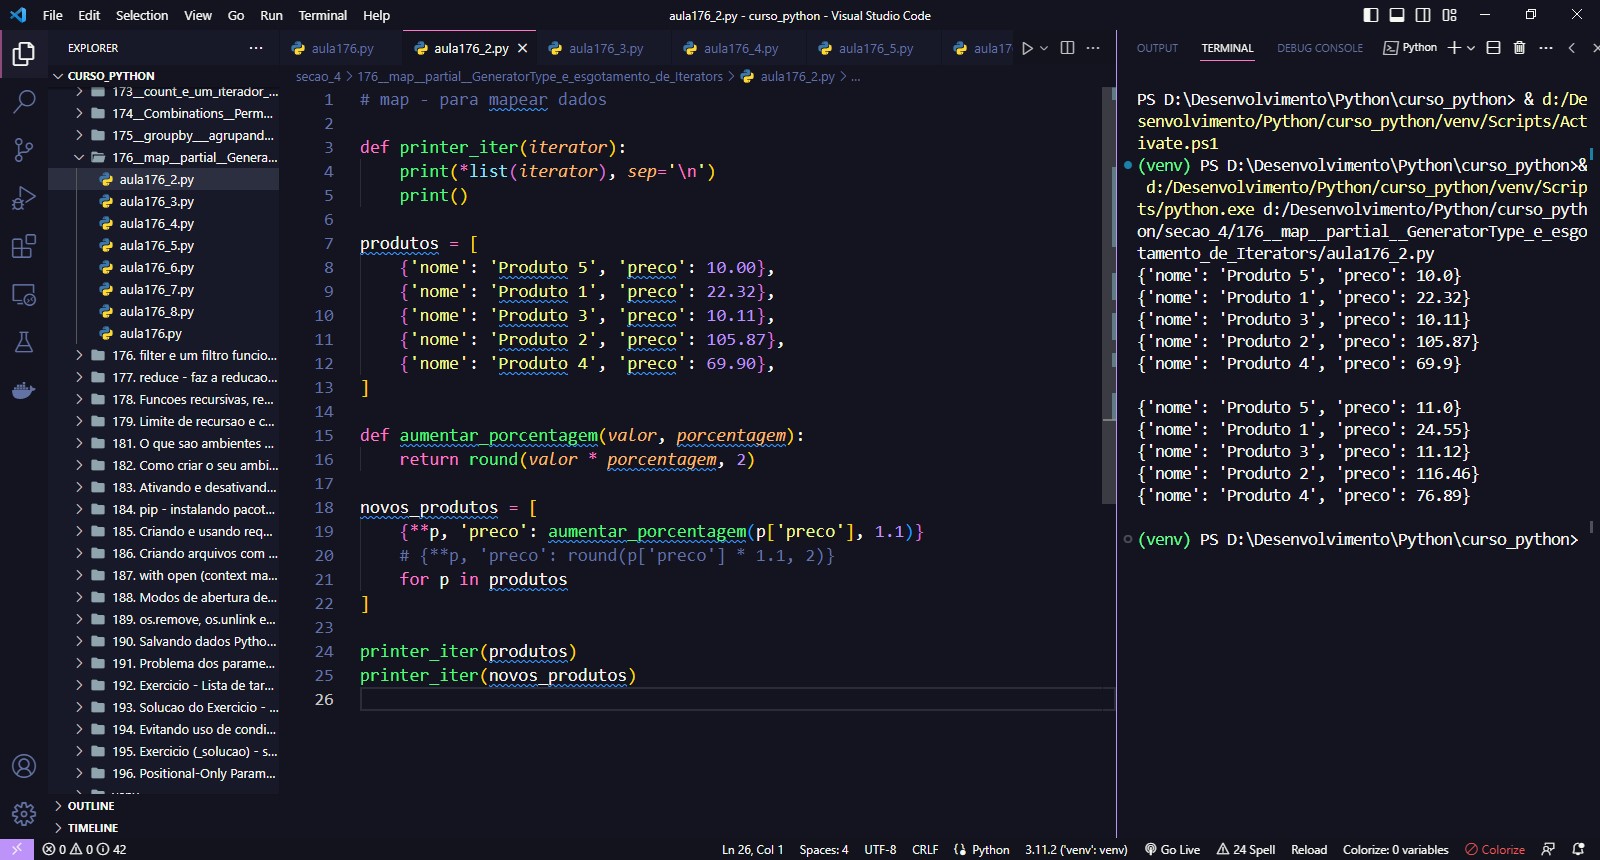 File Edit Selection View Go Run Terminal Help
aula176_2.py - curso_python - Visual Studio Code
EXPLORER
CURSO_PYTHON
173__count_e_um_iterador_...
174__Combinations__Perm...
175__groupby___agrupand...
176__map__partial__Genera...
aula176_2.py
aula176_3.py
aula176_4.py
aula176_5.py
aula176_6.py
aula176_7.py
aula176_8.py
aula176.py
176. filter e um filtro funcio...
177. reduce - faz a reducao...
178. Funcoes recursivas, re...
179. Limite de recursao e c...
181. O que sao ambientes ...
182. Como criar o seu ambi...
183. Ativando e desativand...
184. pip - instalando pacot...
185. Criando e usando req...
186. Criando arquivos com ...
187. with open (context ma...
188. Modos de abertura de...
189. os.remove, os.unlink e...
190. Salvando dados Pytho...
191. Problema dos parame...
192. Exercicio - Lista de tar...
193. Solucao do Exercicio - ...
194. Evitando uso de condi...
195. Exercicio (_solucao) - s...
196. Positional-Only Param...
OUTLINE
TIMELINE
aula176.py aula176_2.py aula176_3.py aula176_4.py aula176_5.py aula17
secao_4 > 176__map__partial__GeneratorType_e_esgotamento_de_Iterators > aula176_2.py > ...
1 # map - para mapear dados
2
3 def printer_iter(iterator):
4 print(*list(iterator), sep='\n')
5 print()
6
7 produtos = [
8 {'nome': 'Produto 5', 'preco': 10.00},
9 {'nome': 'Produto 1', 'preco': 22.32},
10 {'nome': 'Produto 3', 'preco': 10.11},
11 {'nome': 'Produto 2', 'preco': 105.87},
12 {'nome': 'Produto 4', 'preco': 69.90},
13 ]
14
15 def aumentar_porcentagem(valor, porcentagem):
16 return round(valor * porcentagem, 2)
17
18 novos_produtos = [
19 {**p, 'preco': aumentar_porcentagem(p['preco'], 1.1)}
20 # {**p, 'preco': round(p['preco'] * 1.1, 2)}
21 for p in produtos
22 ]
23
24 printer_iter(produtos)
25 printer_iter(novos_produtos)
26
OUTPUT TERMINAL DEBUG CONSOLE Python
PS D:\Desenvolvimento\Python\curso_python> & d:/De
senvolvimento/Python/curso_python/venv/Scripts/Act
ivate.ps1
(venv) PS D:\Desenvolvimento\Python\curso_python>&
d:/Desenvolvimento/Python/curso_python/venv/Scrip
ts/python.exe d:/Desenvolvimento/Python/curso_pyth
on/secao_4/176__map__partial__GeneratorType_e_esgo
tamento_de_Iterators/aula176_2.py
{'nome': 'Produto 5', 'preco': 10.0}
{'nome': 'Produto 1', 'preco': 22.32}
{'nome': 'Produto 3', 'preco': 10.11}
{'nome': 'Produto 2', 'preco': 105.87}
{'nome': 'Produto 4', 'preco': 69.9}
{'nome': 'Produto 5', 'preco': 11.0}
{'nome': 'Produto 1', 'preco': 24.55}
{'nome': 'Produto 3', 'preco': 11.12}
{'nome': 'Produto 2', 'preco': 116.46}
{'nome': 'Produto 4', 'preco': 76.89}
(venv) PS D:\Desenvolvimento\Python\curso_python>
0 0 42 Ln 26, Col 1 Spaces: 4 UTF-8 CRLF Python 3.11.2 ('venv': venv) Go Live 24 Spell Reload Colorize: 0 variables Colorize